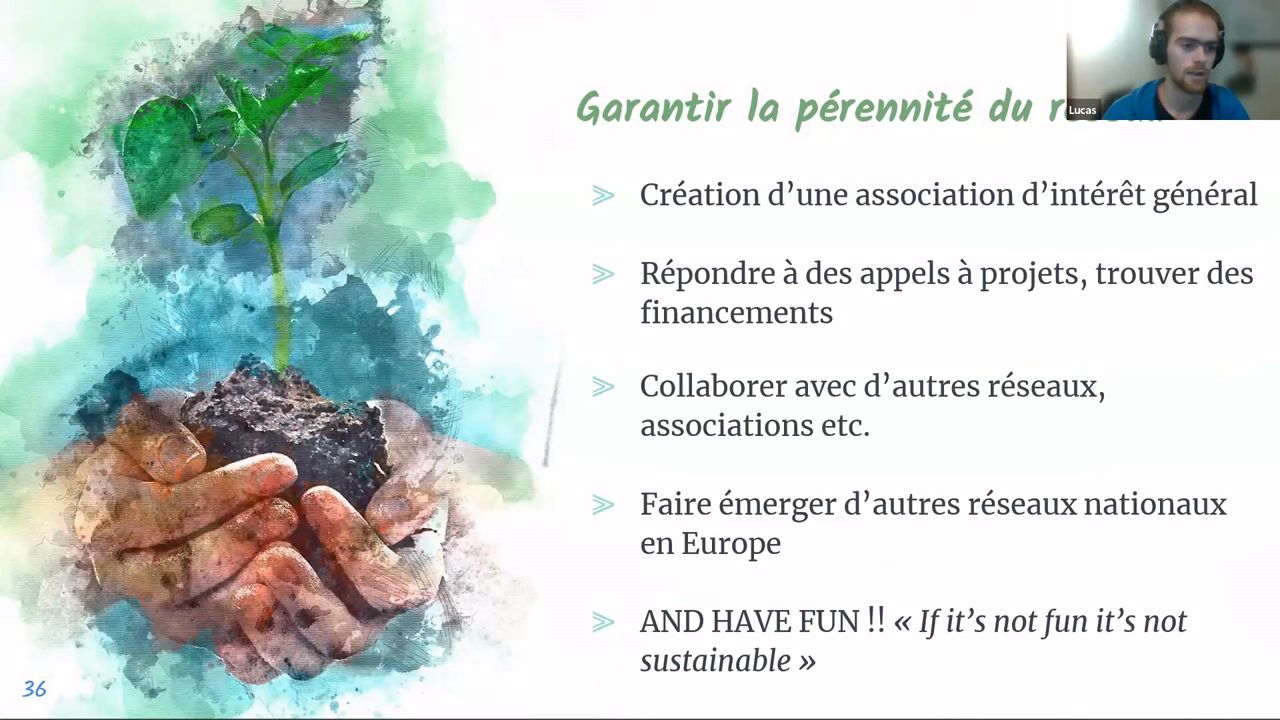 Garantir la pérennité du
Lucas
Création d’une association d’intérêt général
Répondre à des appels à projets, trouver des
financements
Collaborer avec d’autres réseaux,
associations etc.
Faire émerger d’autres réseaux nationaux
en Europe
AND HAVE FUN !! « If it’s not fun it’s not
sustainable »
36